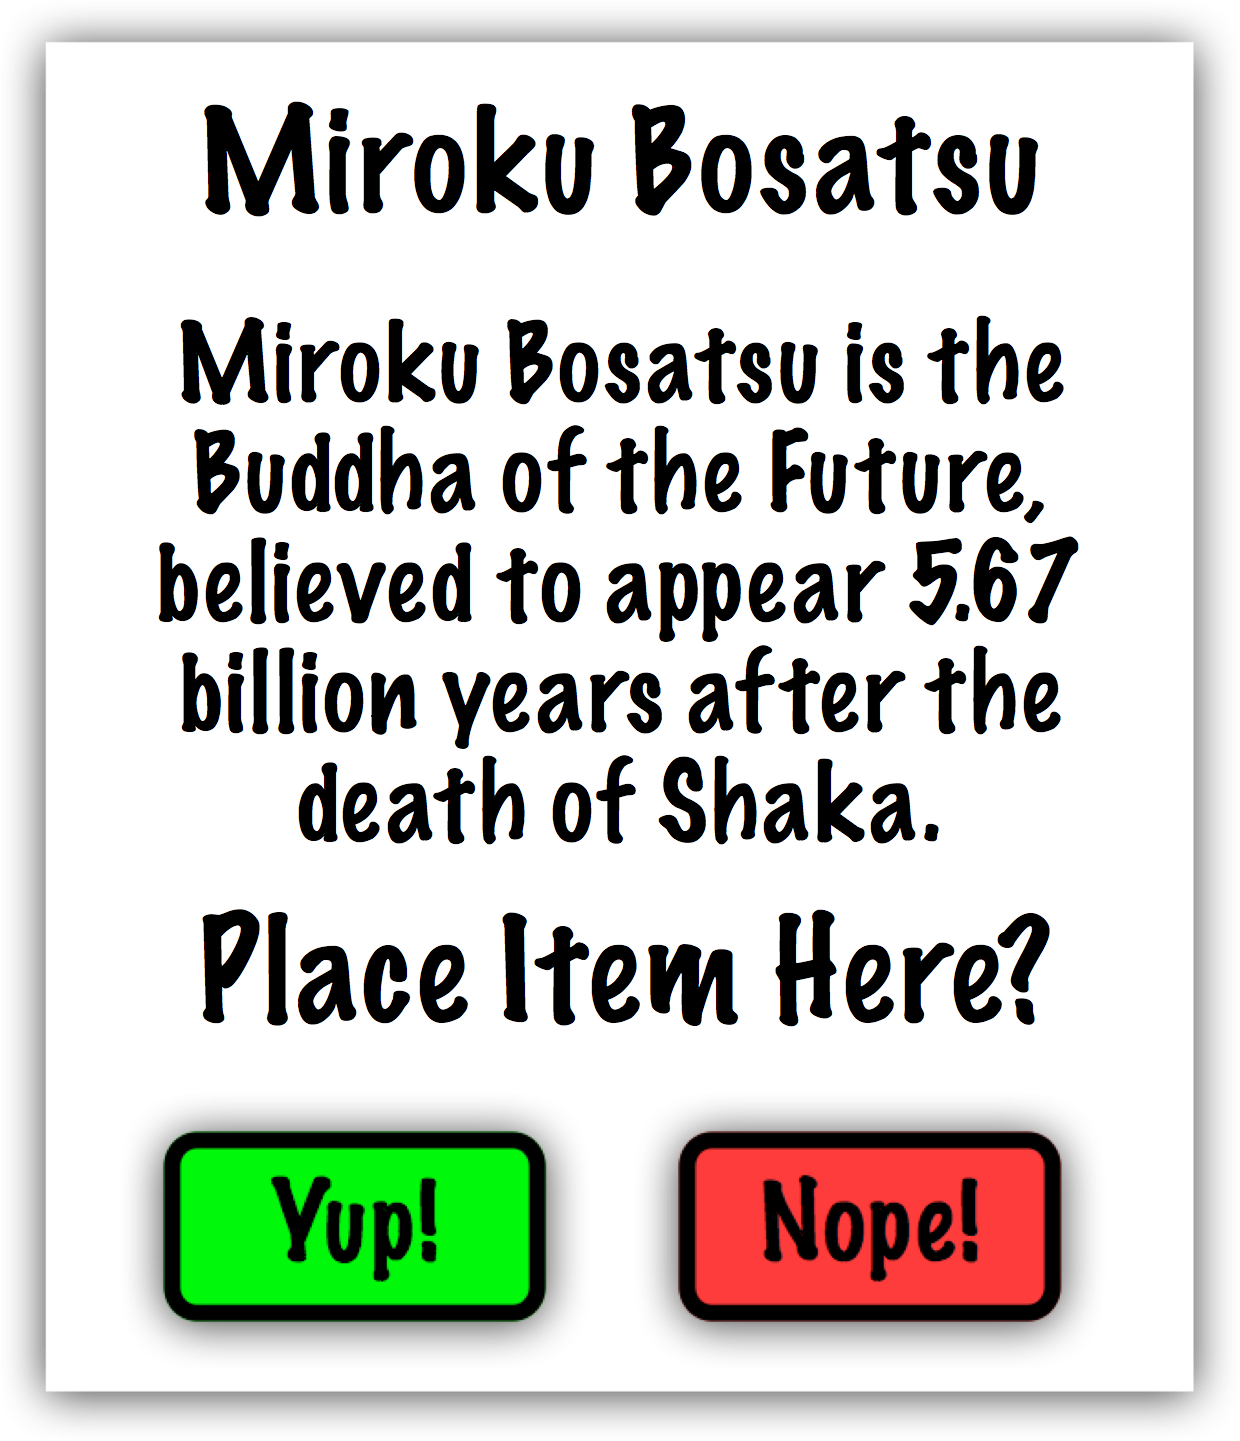 Miroku Bosatsu
Miroku Bosatsu is the
Buddha of the Future,
believed to appear 5.67
billion years after the
death of Shaka.
Place Item Here?
Yup!
Nope!